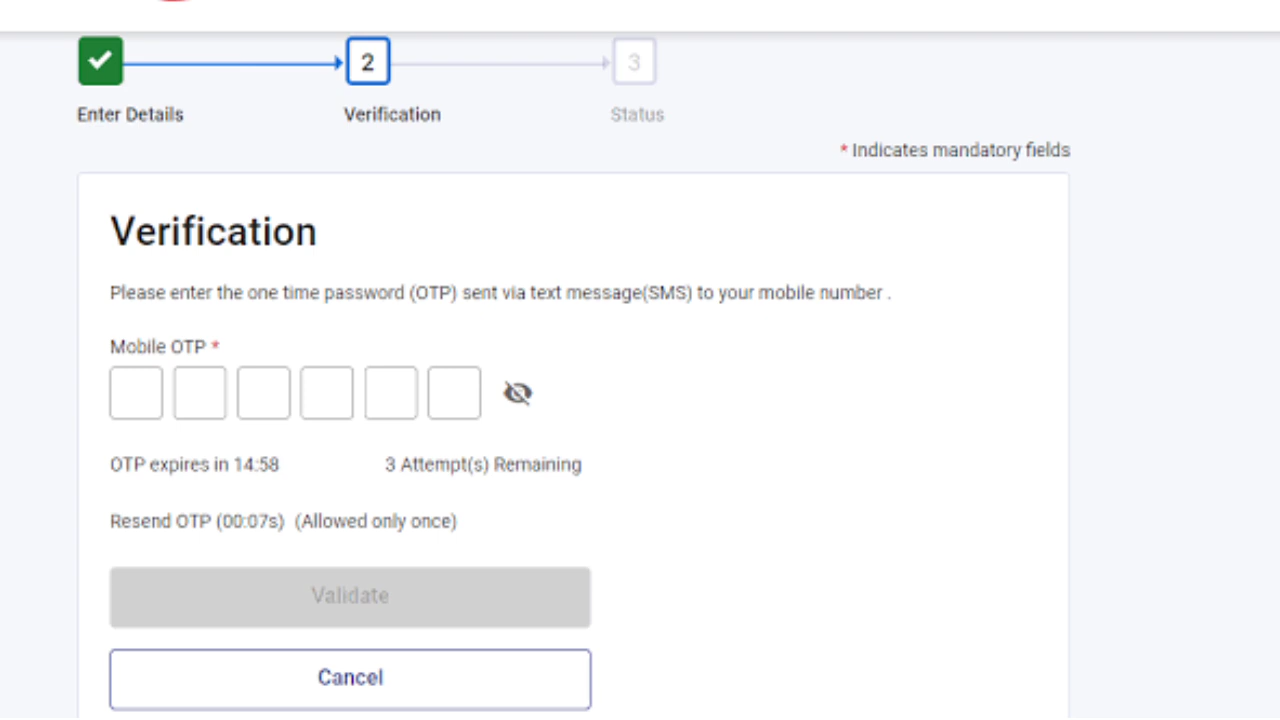 2
3
Enter Details
Verification
Status
* Indicates mandatory fields
Verification
Please enter the one time password (OTP) sent via text message(SMS) to your mobile number .
Mobile OTP *
OTP expires in 14:58
3 Attempt(s) Remaining
Resend OTP (00:07s) (Allowed only once)
Validate
Cancel